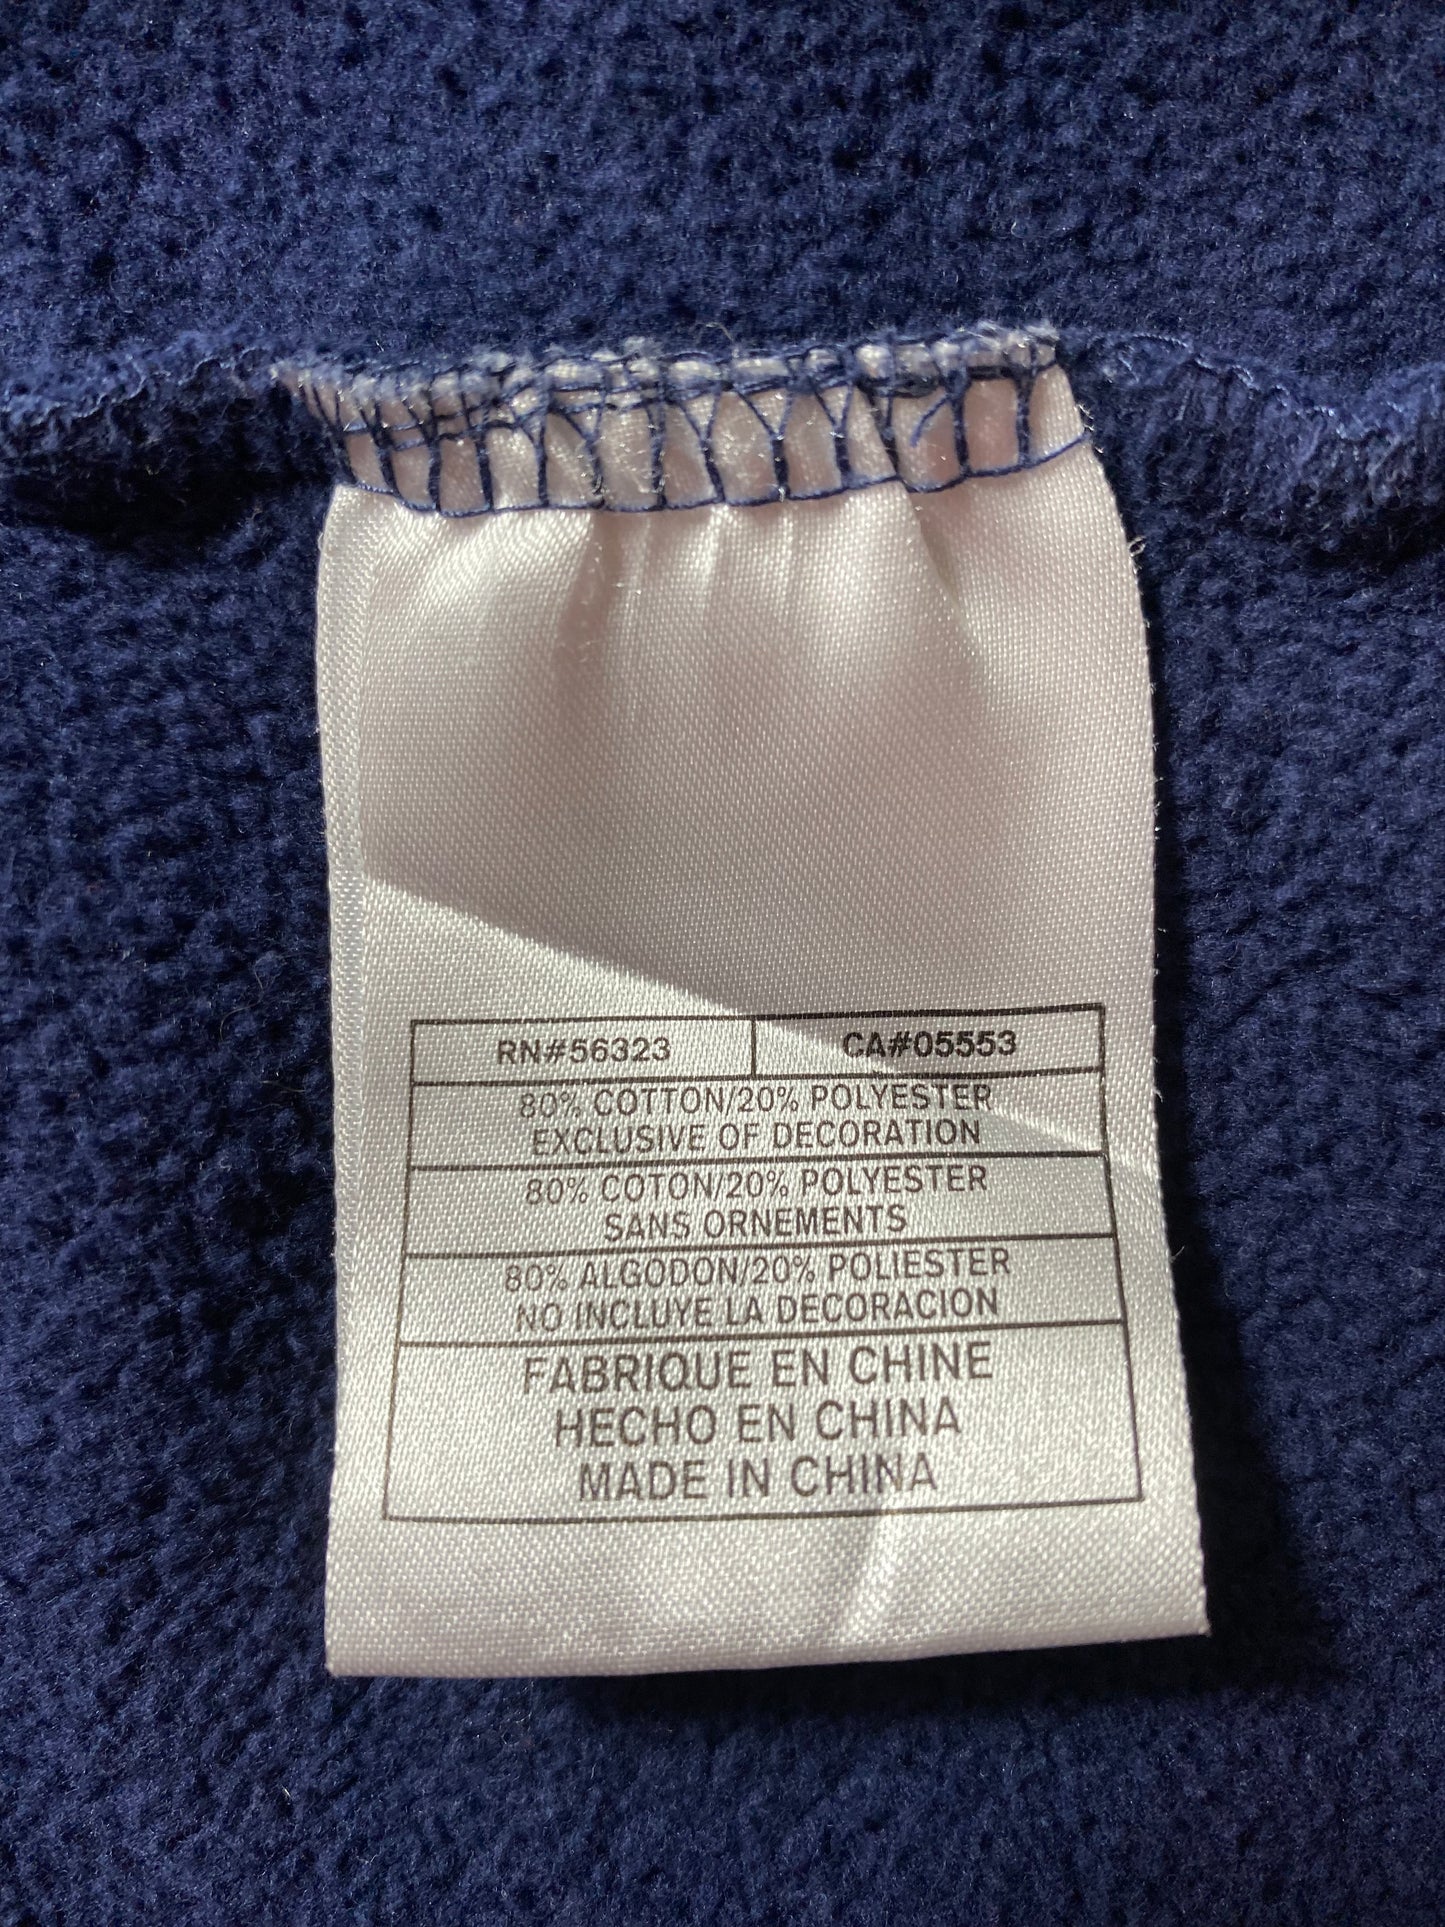 RN#56323 CA#05553
80% COTTON/20% POLYESTER
EXCLUSIVE OF DECORATION
80% COTON/20% POLYESTER
SANS ORNEMENTS
80% ALGODON/20% POLIESTER
NO INCLUYE LA DECORACION
FABRIQUE EN CHINE
HECHO EN CHINA
MADE IN CHINA